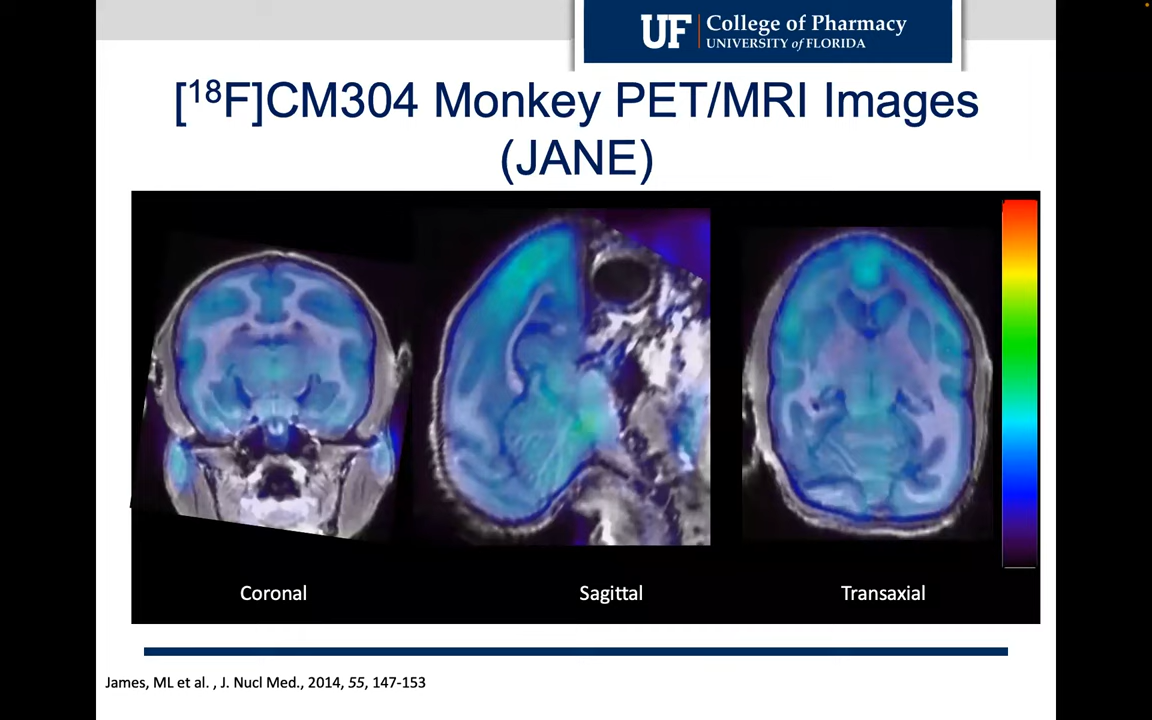 UF College of Pharmacy
UNIVERSITY of FLORIDA
[¹⁸F]CM304 Monkey PET/MRI Images
(JANE)
Coronal
Sagittal
Transaxial
James, ML et al. , J. Nucl Med., 2014, 55, 147-153